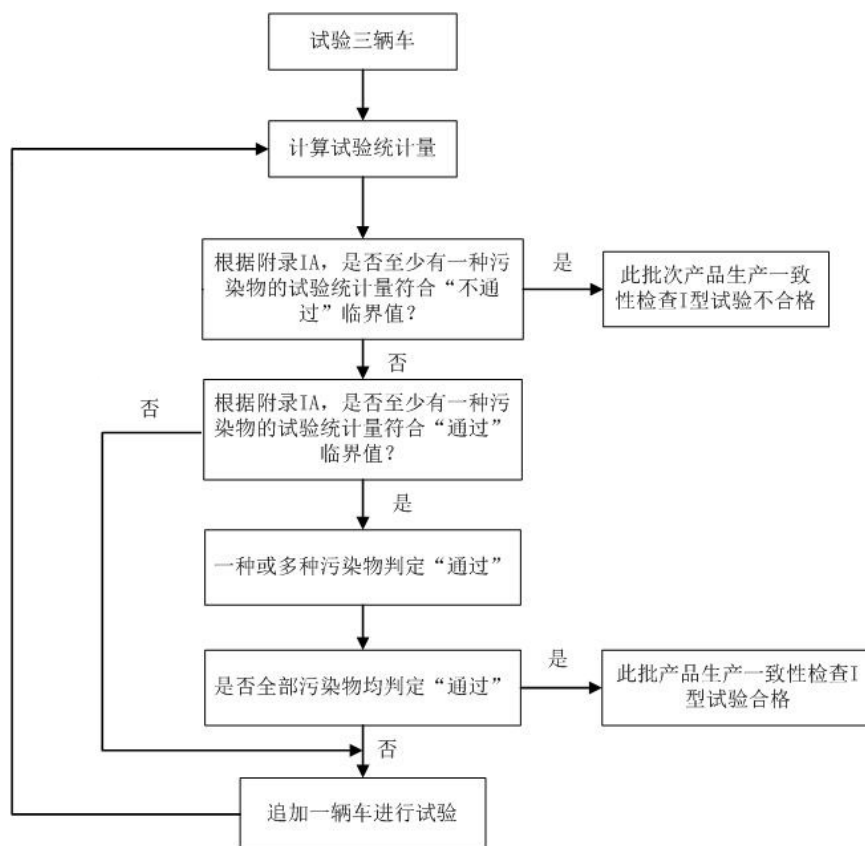 试验三辆车
计算试验统计量
根据附录IA，是否至少有一种污
染物的试验统计量符合“不通
过”临界值？
是
此批次产品生产一致
性检查I型试验不合格
否
根据附录IA，是否至少有一种污
染物的试验统计量符合“通过”
临界值？
否
是
一种或多种污染物判定“通过”
是否全部污染物均判定“通过”
是
此批产品生产一致性检查I
型试验合格
否
追加一辆车进行试验